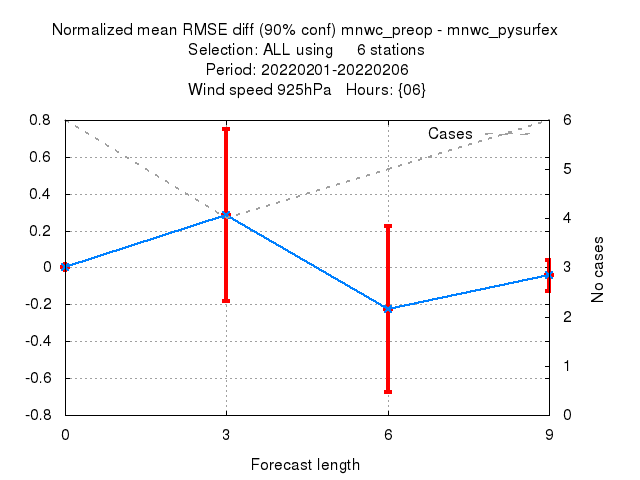 Normalized mean RMSE diff (90% conf) mnwc_preop - mnwc_pysurfex
Selection: ALL using 6 stations
Period: 20220201-20220206
Wind speed 925hPa Hours: {06}
Cases
0.8
0.6
0.4
0.2
0
-0.2
-0.4
-0.6
-0.8
6
5
4
3
2
1
0
No cases
0 3 6 9
Forecast length